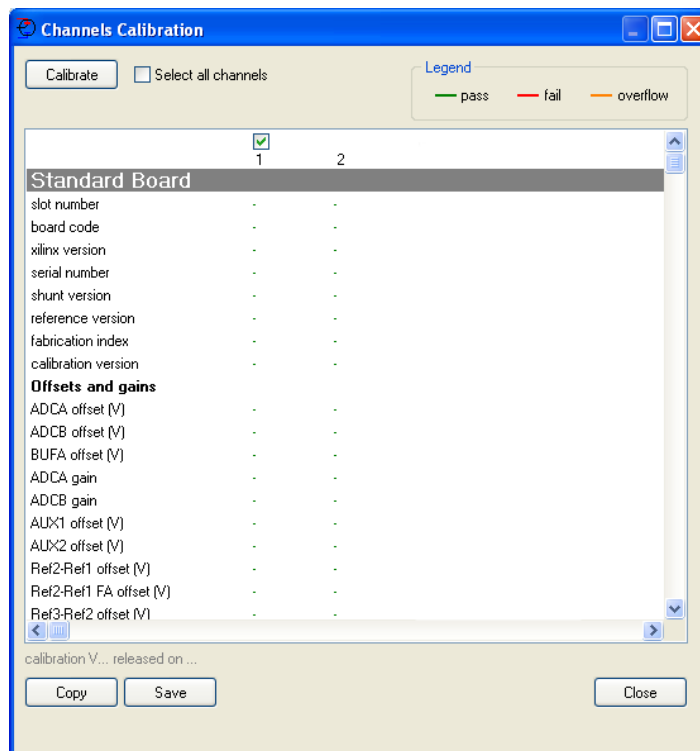 Channels Calibration
Calibrate
Select all channels
Legend
pass fail overflow
1 2
Standard Board
slot number - -
board code - -
xilinx version - -
serial number - -
shunt version - -
reference version - -
fabrication index - -
calibration version - -
Offsets and gains
ADCA offset (V) - -
ADCB offset (V) - -
BUFA offset (V) - -
ADCA gain - -
ADCB gain - -
AUX1 offset (V) - -
AUX2 offset (V) - -
Ref2-Ref1 offset (V) - -
Ref2-Ref1 FA offset (V) - -
Ref3-Ref2 offset (V) - -
calibration V... released on ...
Copy Save Close